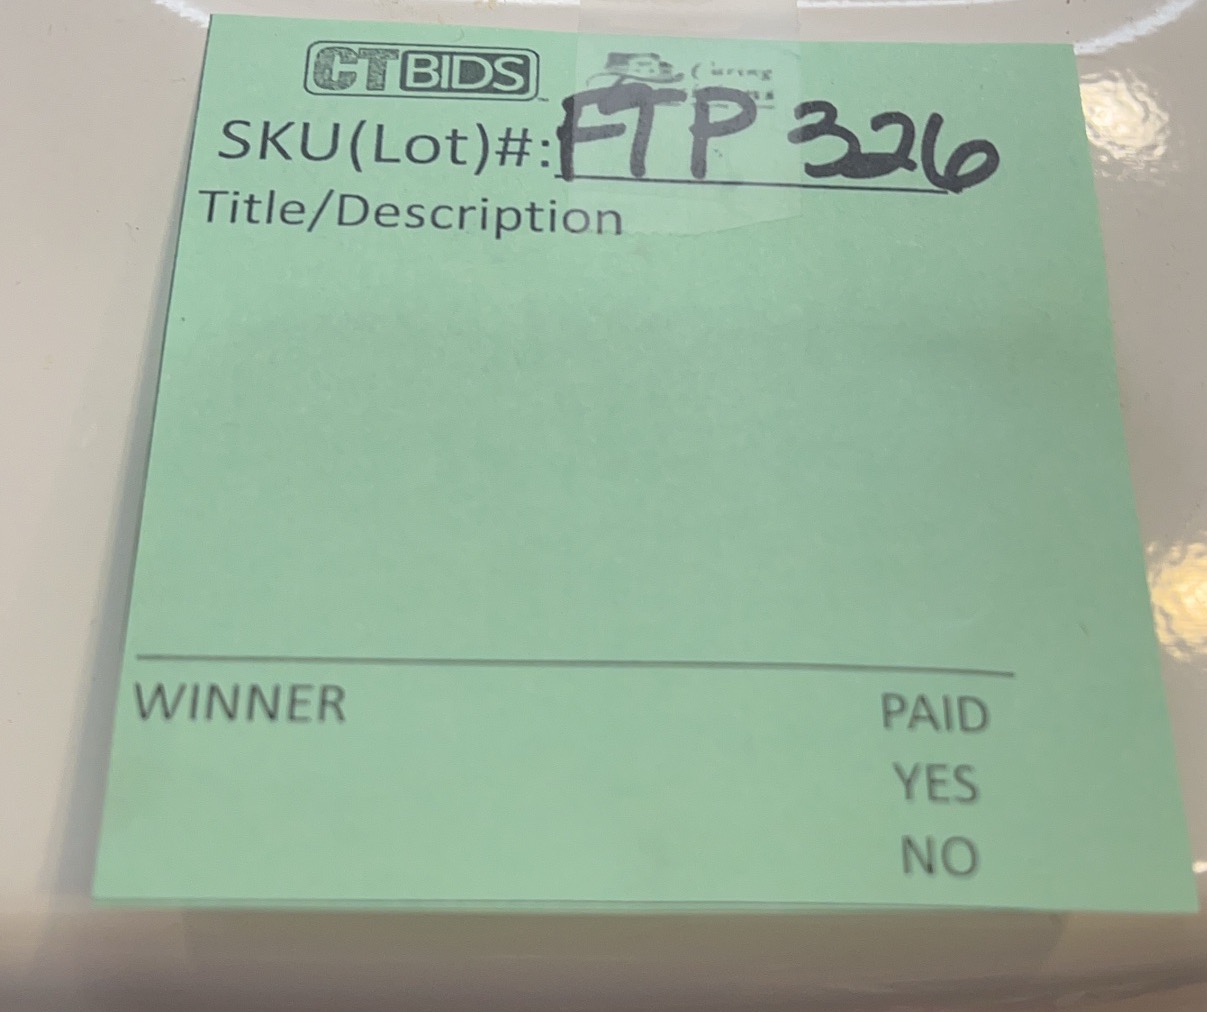 CTBIDS
SKU(Lot)#: FTP 326
Title/Description
WINNER
PAID
YES
NO